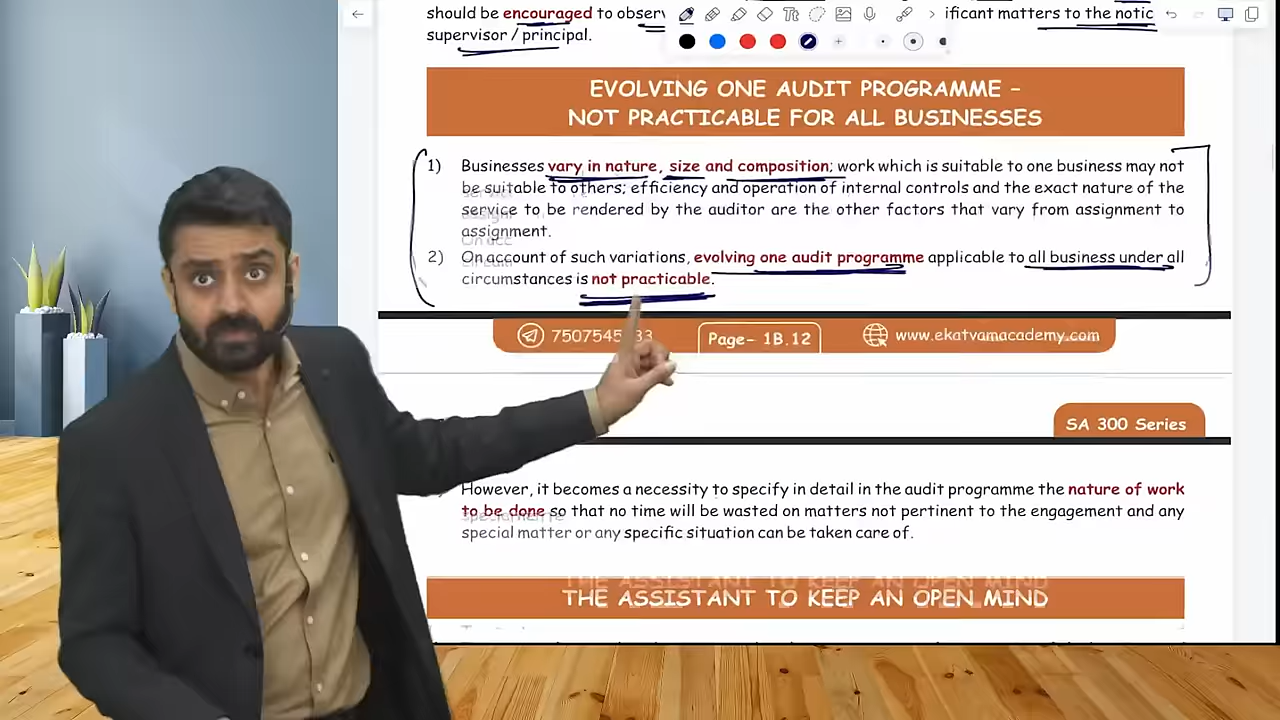 should be encouraged to observ
ificant matters to the notic
supervisor / principal.
EVOLVING ONE AUDIT PROGRAMME –
NOT PRACTICABLE FOR ALL BUSINESSES
1) Businesses vary in nature, size and composition; work which is suitable to one business may not
be suitable to others; efficiency and operation of internal controls and the exact nature of the
service to be rendered by the auditor are the other factors that vary from assignment to
assignment.
2) On account of such variations, evolving one audit programme applicable to all business under all
circumstances is not practicable.
Page– 1B.12
www.ekatvamacademy.com
SA 300 Series
However, it becomes a necessity to specify in detail in the audit programme the nature of work
to be done so that no time will be wasted on matters not pertinent to the engagement and any
special matter or any specific situation can be taken care of.
THE ASSISTANT TO KEEP AN OPEN MIND